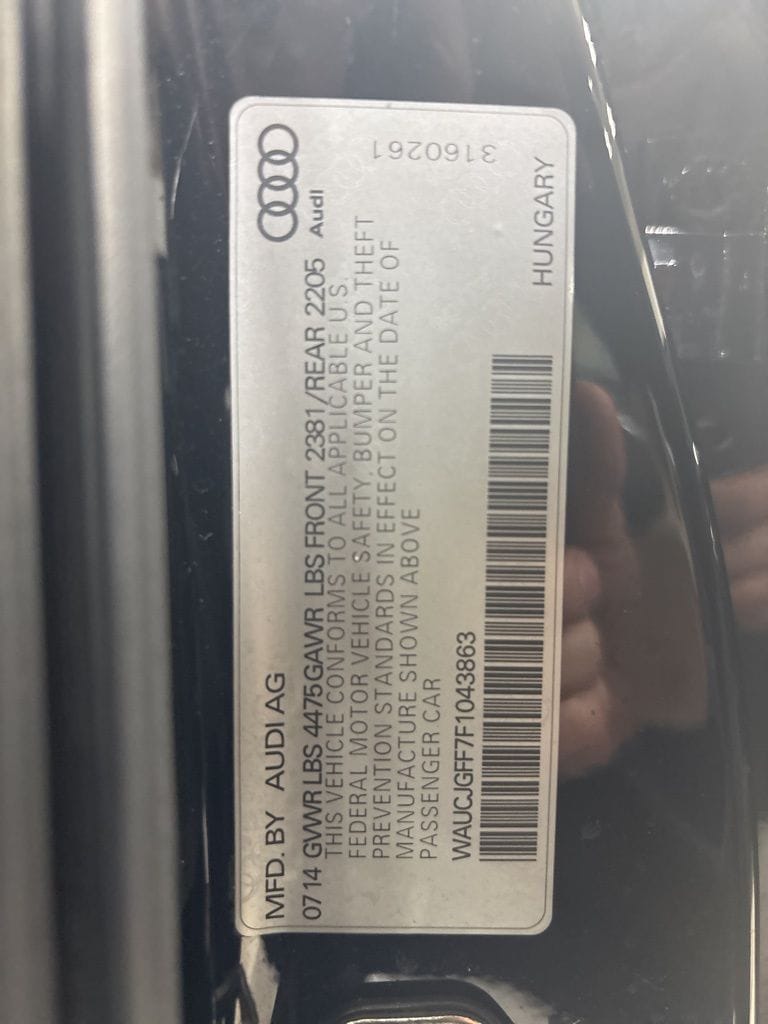 MFD. BY AUDI AG
Audi
0714 GVWR LBS 4475GAWR LBS FRONT 2381/REAR 2205
THIS VEHICLE CONFORMS TO ALL APPLICABLE U.S.
FEDERAL MOTOR VEHICLE SAFETY, BUMPER AND THEFT
PREVENTION STANDARDS IN EFFECT ON THE DATE OF
MANUFACTURE SHOWN ABOVE
PASSENGER CAR
WAUCJGFF7F1043863
HUNGARY
3160261